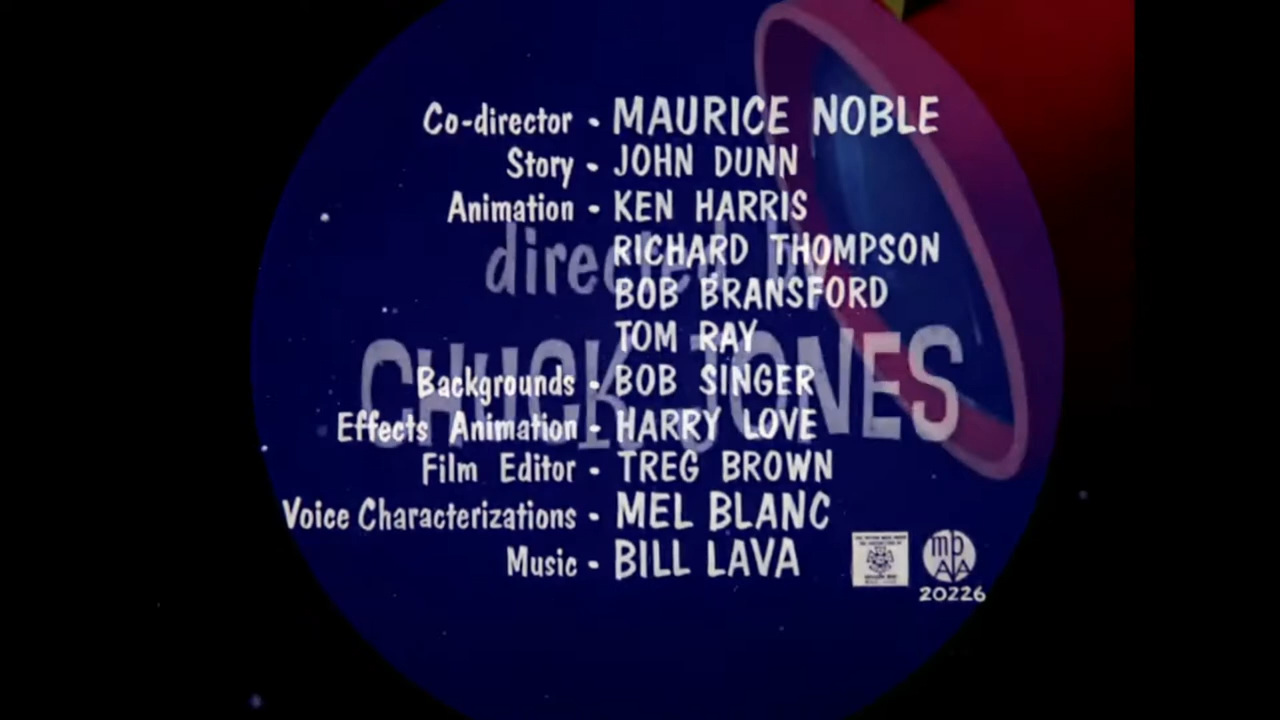 Co-director - MAURICE NOBLE
Story - JOHN DUNN
Animation - KEN HARRIS
RICHARD THOMPSON
directed by
BOB BRANSFORD
TOM RAY
CHUCK JONES
Backgrounds - BOB SINGER
Effects Animation - HARRY LOVE
Film Editor - TREG BROWN
Voice Characterizations - MEL BLANC
Music - BILL LAVA
mp
AA
20226